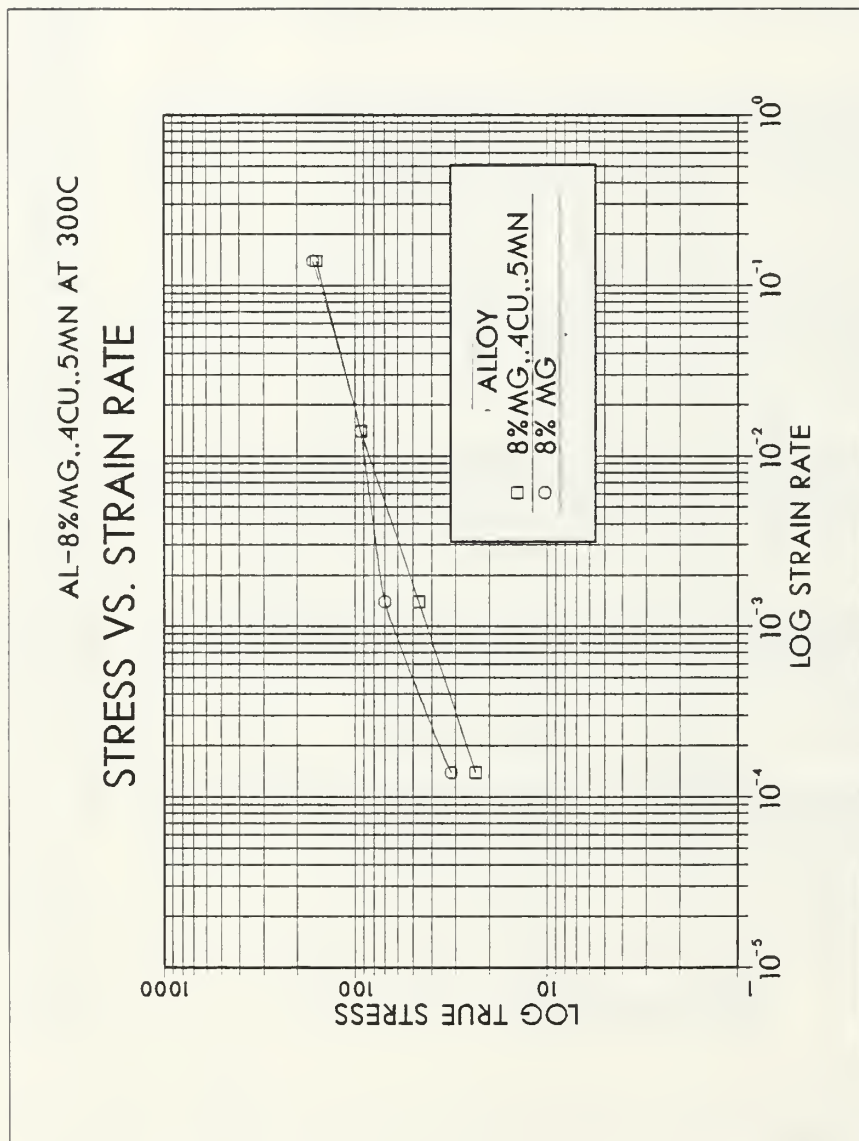 AL-8%MG,.4CU,.5MN AT 300C
STRESS VS. STRAIN RATE
LOG TRUE STRESS
1000
100
10
1
10⁻⁵
10⁻⁴
10⁻³
10⁻²
10⁻¹
10⁰
LOG STRAIN RATE
ALLOY
8%MG,.4CU,.5MN
8% MG